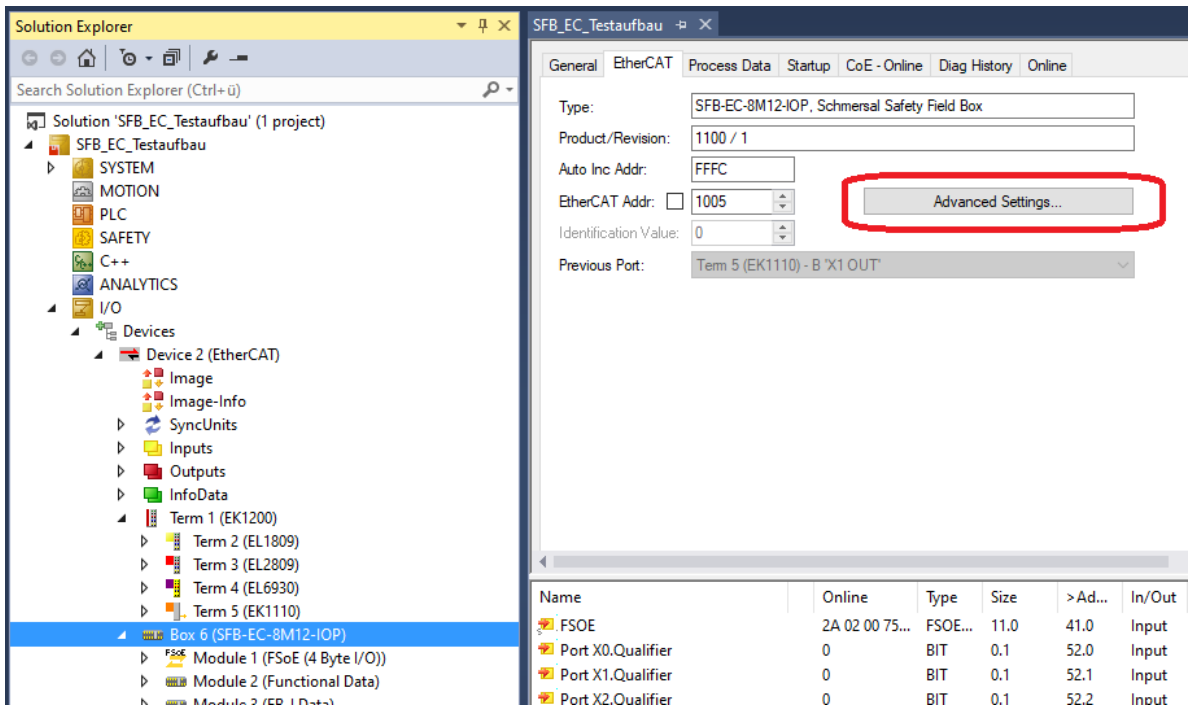 Solution Explorer
Search Solution Explorer (Ctrl+ü)
Solution 'SFB_EC_Testaufbau' (1 project)
SFB_EC_Testaufbau
SYSTEM
MOTION
PLC
SAFETY
C++
ANALYTICS
I/O
Devices
Device 2 (EtherCAT)
Image
Image-Info
SyncUnits
Inputs
Outputs
InfoData
Term 1 (EK1200)
Term 2 (EL1809)
Term 3 (EL2809)
Term 4 (EL6930)
Term 5 (EK1110)
Box 6 (SFB-EC-8M12-IOP)
Module 1 (FSoE (4 Byte I/O))
Module 2 (Functional Data)
Module 3 (FB-I Data)
SFB_EC_Testaufbau
General EtherCAT Process Data Startup CoE - Online Diag History Online
Type: SFB-EC-8M12-IOP, Schmersal Safety Field Box
Product/Revision: 1100 / 1
Auto Inc Addr: FFFC
EtherCAT Addr: 1005 Advanced Settings...
Identification Value: 0
Previous Port: Term 5 (EK1110) - B 'X1 OUT'
Name Online Type Size >Ad... In/Out
FSOE 2A 02 00 75... FSOE... 11.0 41.0 Input
Port X0.Qualifier 0 BIT 0.1 52.0 Input
Port X1.Qualifier 0 BIT 0.1 52.1 Input
Port X2.Qualifier 0 BIT 0.1 52.2 Input